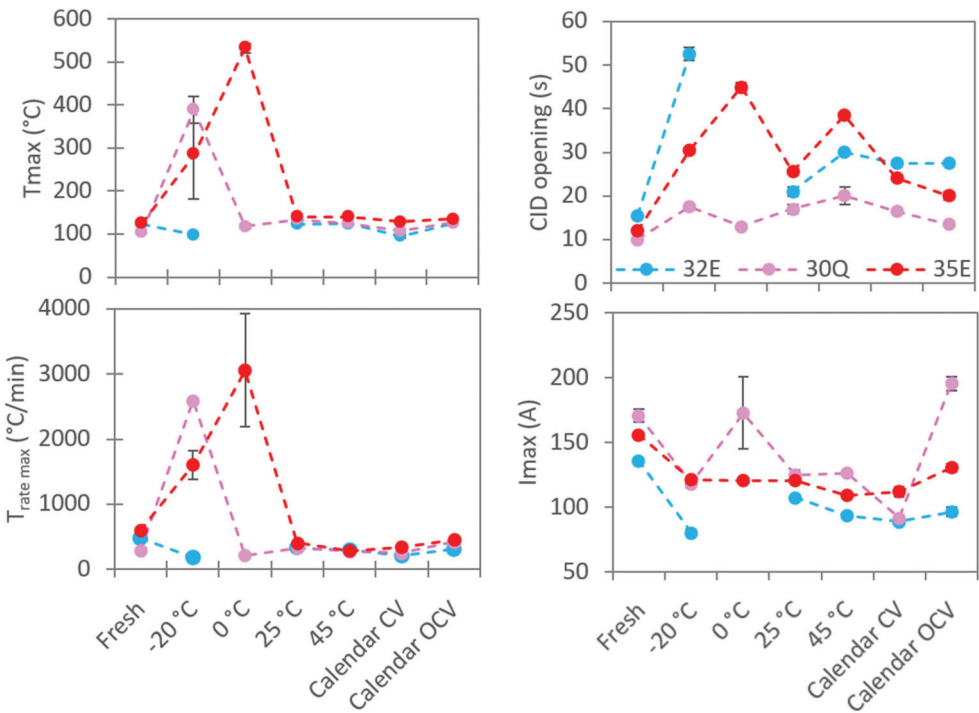 Tmax (°C)
600
500
400
300
200
100
0
CID opening (s)
60
50
40
30
20
10
0
32E 30Q 35E
T rate max (°C/min)
4000
3000
2000
1000
0
Fresh
-20 °C
0 °C
25 °C
45 °C
Calendar CV
Calendar OCV
Imax (A)
250
200
150
100
50
Fresh
-20 °C
0 °C
25 °C
45 °C
Calendar CV
Calendar OCV